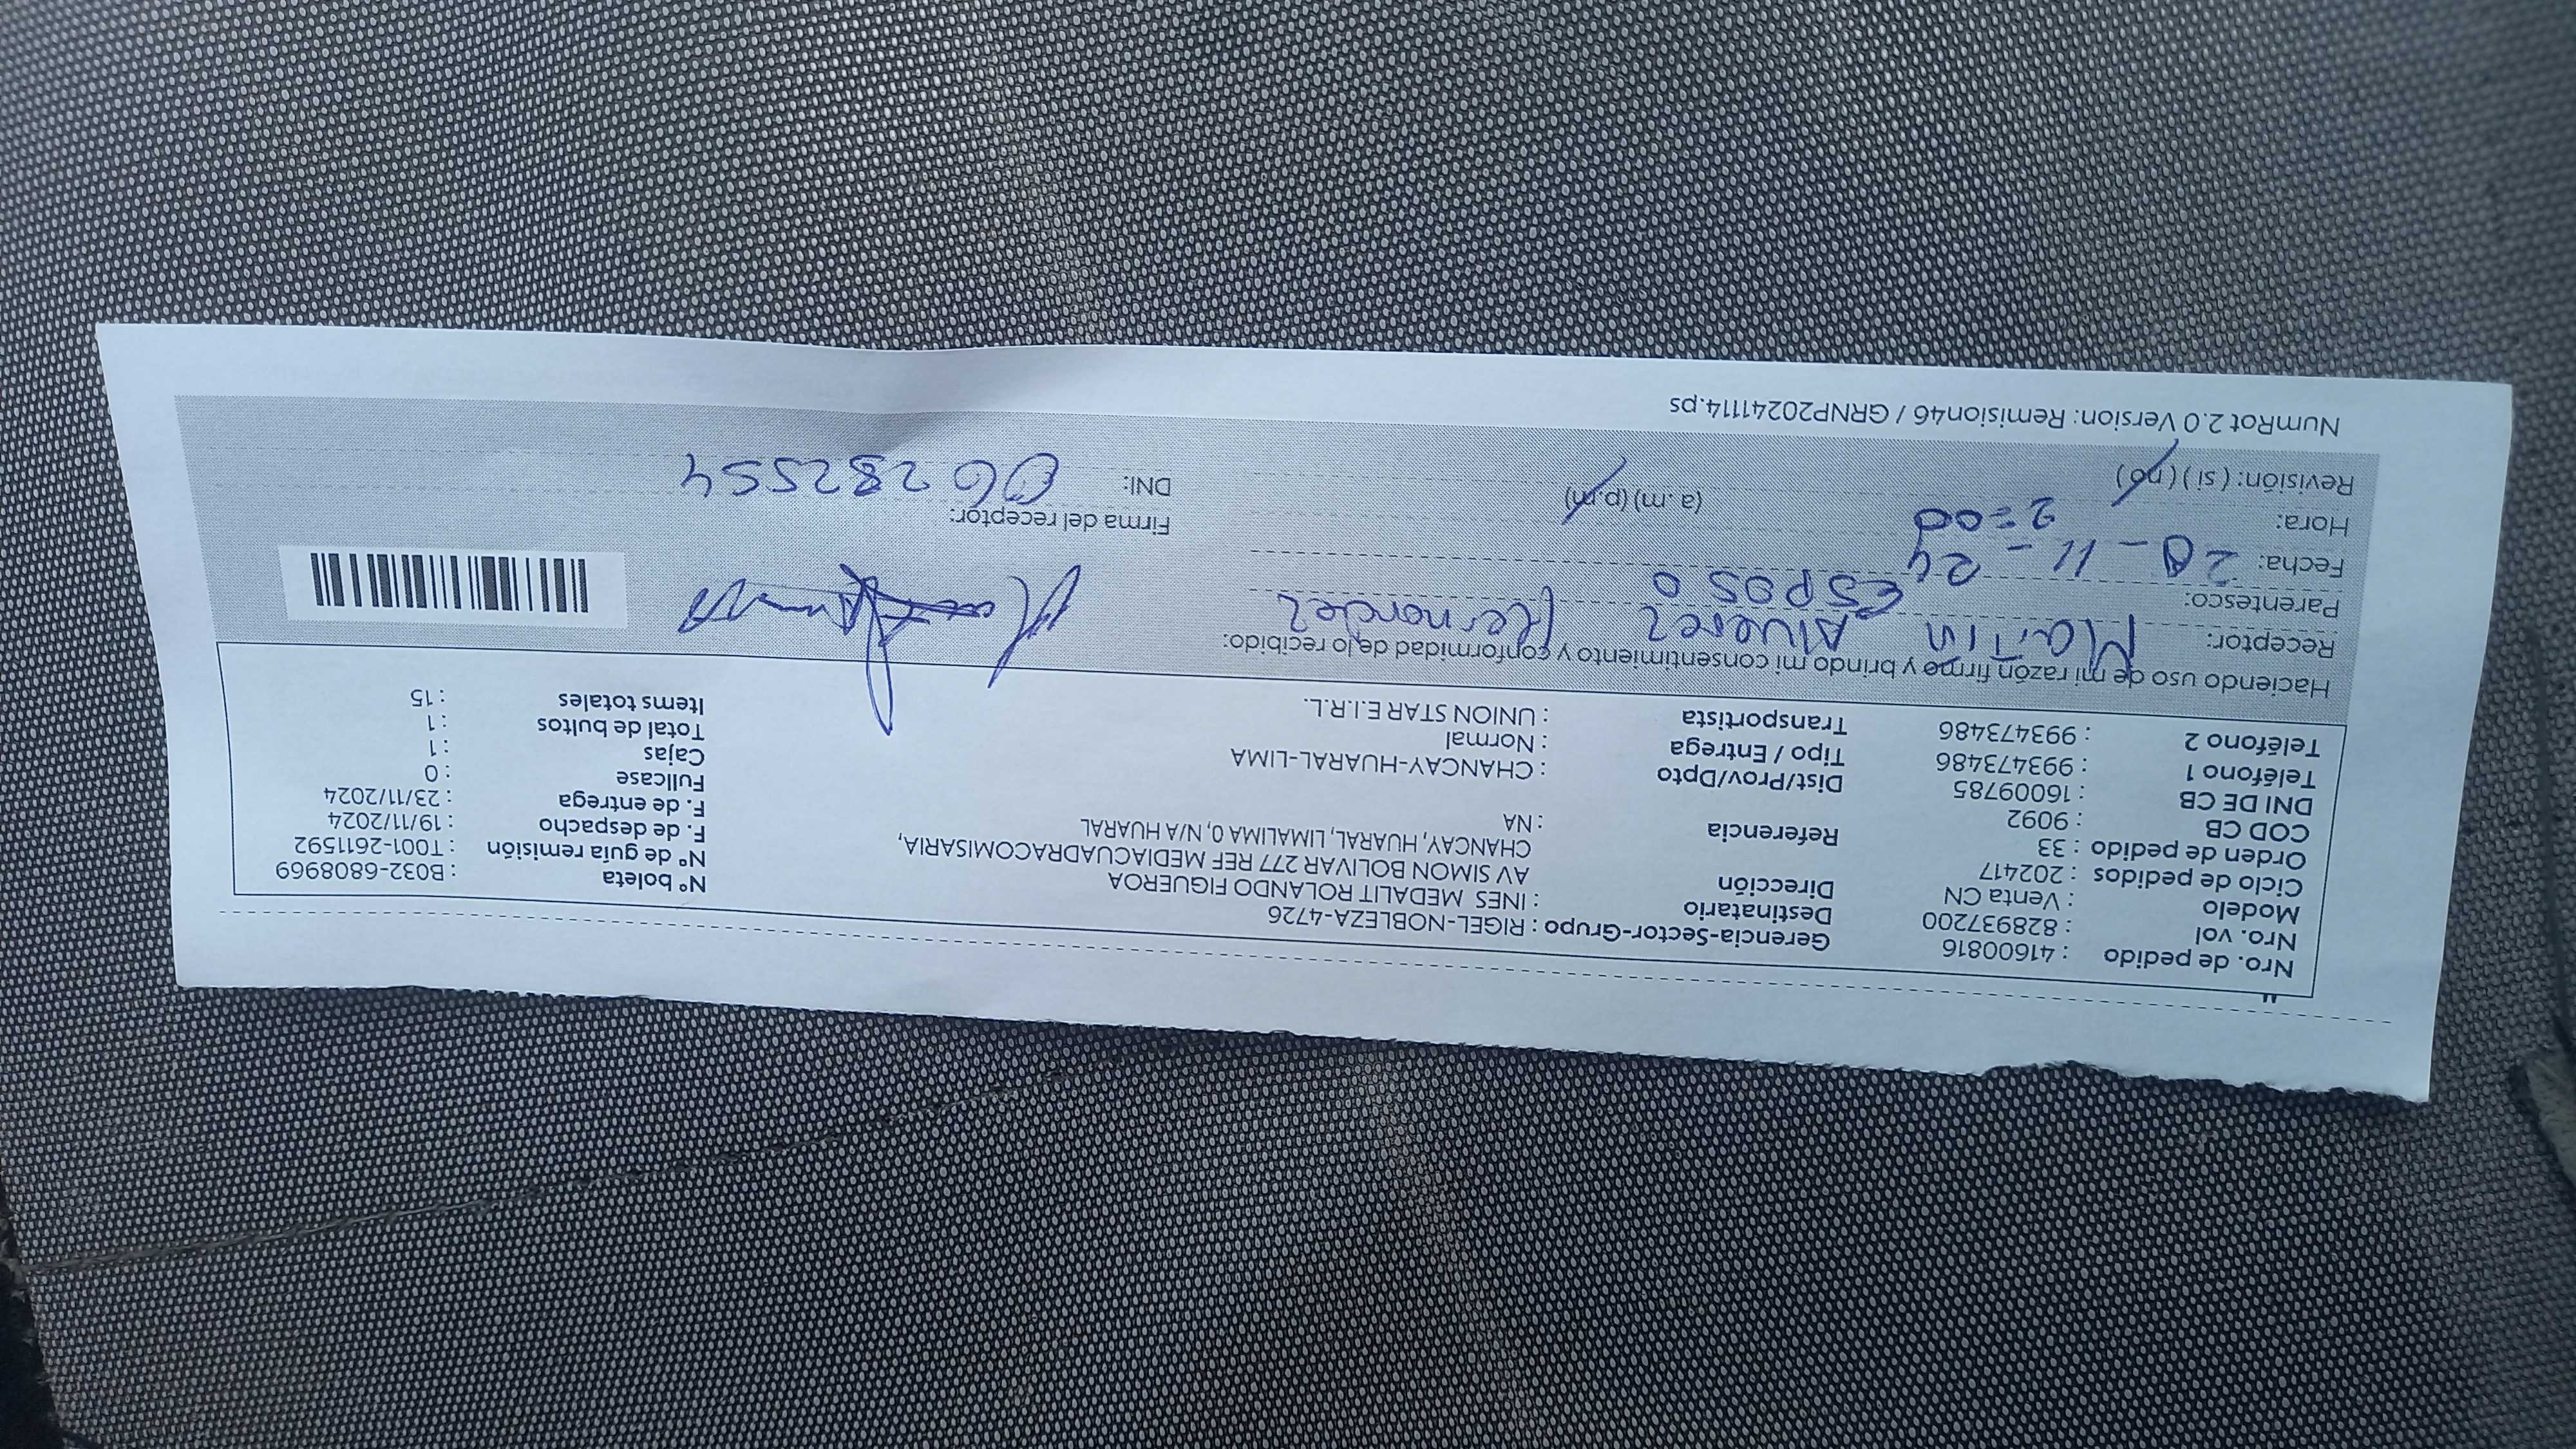 Nro. de pedido : 41600816 Gerencia-Sector-Grupo : RIGEL-NOBLEZA-4726 Nº boleta : B032-6808969
Nro. vol : 828937200 Destinatario : INES MEDALIT ROLANDO FIGUEROA Nº de guía remisión : T001-2611592
Modelo : Venta CN Dirección AV SIMON BOLIVAR 277 REF MEDIACUADRACOMISARIA, F. de despacho : 19/11/2024
Ciclo de pedidos : 202417 CHANCAY, HUARAL, LIMALIMA 0, N/A HUARAL F. de entrega : 23/11/2024
Orden de pedido : 33 Referencia : NA Fullcase : 0
COD CB : 9092 Cajas : 1
DNI DE CB : 16009785 Dist/Prov/Dpto : CHANCAY-HUARAL-LIMA Total de bultos : 1
Teléfono 1 : 993473486 Tipo / Entrega : Normal Items totales : 15
Teléfono 2 : 993473486 Transportista : UNION STAR E.I.R.L.
Haciendo uso de mi razón firme y brindo mi consentimiento y conformidad de lo recibido:
Receptor: Martin Alvarez Hernandez
Parentesco: ESPOSO
Fecha: 20 - 11 - 24 Firma del receptor:
Hora: 2:00 (a. m) (p.m) DNI: 06282554
Revisión: ( si ) ( no )
NumRot 2.0 Version: Remision46 / GRNP20241114.ps